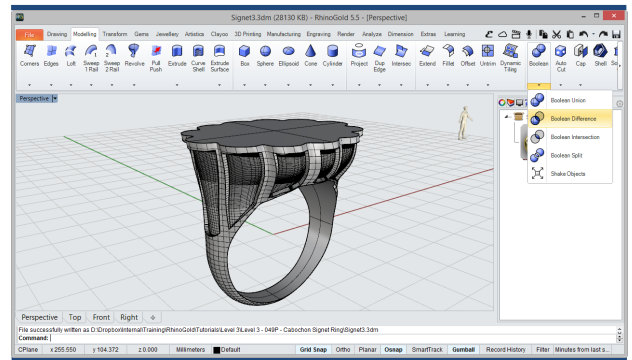 Signet3.3dm (28130 KB) - RhinoGold 5.5 - [Perspective]
File Drawing Modelling Transform Gems Jewellery Artistics Clayoo 3D Printing Manufacturing Engraving Render Analyze Dimension Extras Learning
Corners Edges Loft Sweep 1 Rail Sweep 2 Rail Revolve Pull Push Extrude Curve Shell Extrude Surface Box Sphere Ellipsoid Cone Cylinder Project Dup Edge Intersec Extend Fillet Offset Untrim Dynamic Tiling Boolean Auto Cut Cap Shell
Perspective
Boolean Union
Boolean Difference
Boolean Intersection
Boolean Split
Shake Objects
Perspective Top Front Right
File successfully written as D:\Dropbox\Internal\Training\RhinoGold\Tutorials\Level 3\Level 3 - 049P - Cabochon Signet Ring\Signet3.3dm
Command:
CPlane x 255.550 y 104.372 z 0.000 Millimeters Default Grid Snap Ortho Planar Osnap SmartTrack Gumball Record History Filter Minutes from last s...